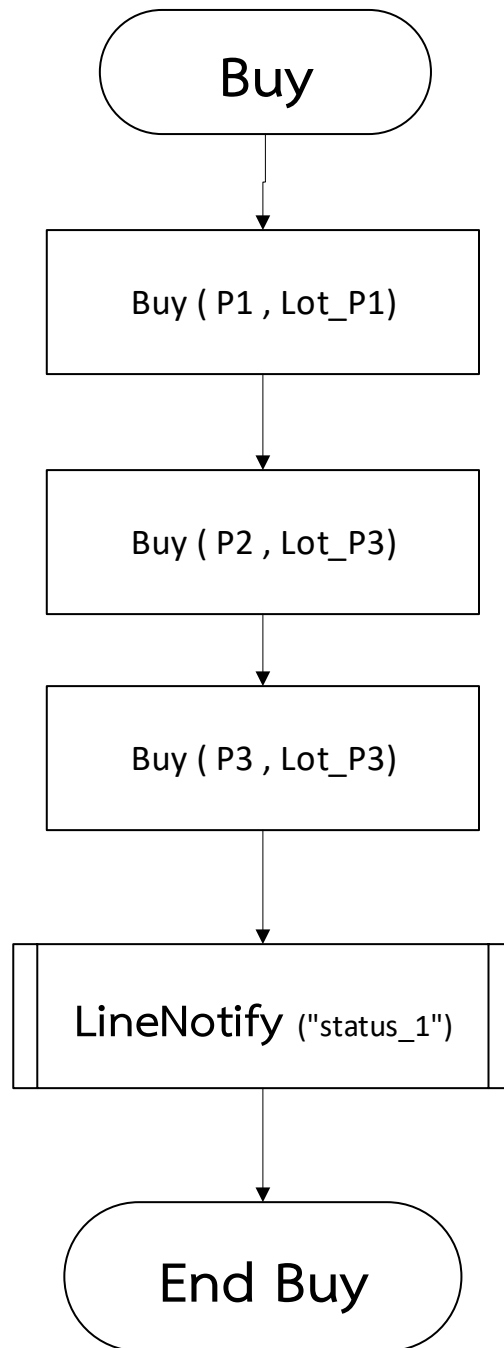 Buy
Buy ( P1 , Lot_P1)
Buy ( P2 , Lot_P3)
Buy ( P3 , Lot_P3)
LineNotify ("status_1")
End Buy